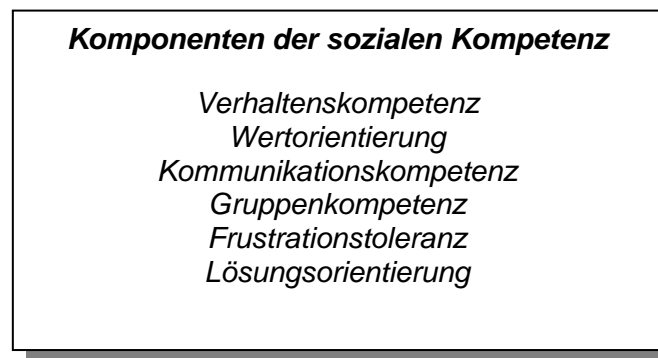 Komponenten der sozialen Kompetenz
Verhaltenskompetenz
Wertorientierung
Kommunikationskompetenz
Gruppenkompetenz
Frustrationstoleranz
Lösungsorientierung